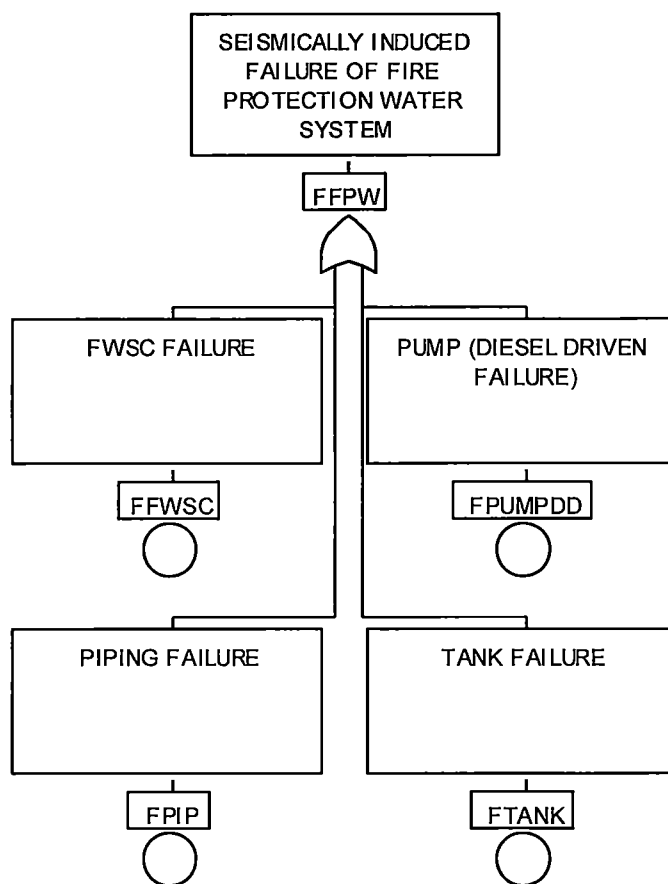 SEISMICALLY INDUCED
FAILURE OF FIRE
PROTECTION WATER
SYSTEM
FFPW
FWSC FAILURE
FFWSC
PUMP (DIESEL DRIVEN
FAILURE)
FPUMPDD
PIPING FAILURE
FPIP
TANK FAILURE
FTANK